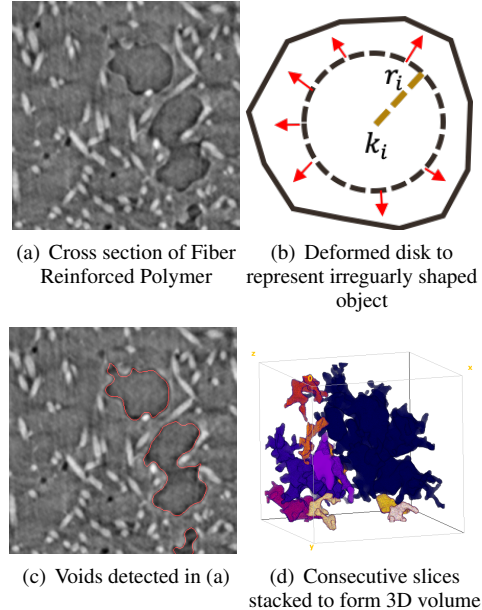 r_i
k_i
(a) Cross section of Fiber
Reinforced Polymer
(b) Deformed disk to
represent irreguarly shaped
object
z
x
Y
(c) Voids detected in (a)
(d) Consecutive slices
stacked to form 3D volume